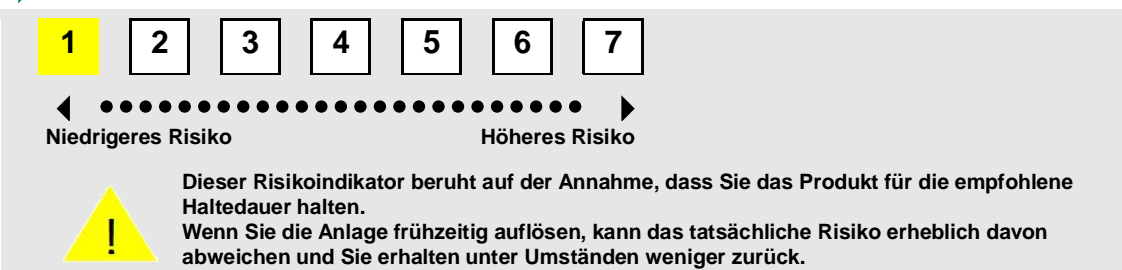 1 2 3 4 5 6 7
Niedrigeres Risiko Höheres Risiko
Dieser Risikoindikator beruht auf der Annahme, dass Sie das Produkt für die empfohlene
Haltedauer halten.
!
Wenn Sie die Anlage frühzeitig auflösen, kann das tatsächliche Risiko erheblich davon
abweichen und Sie erhalten unter Umständen weniger zurück.